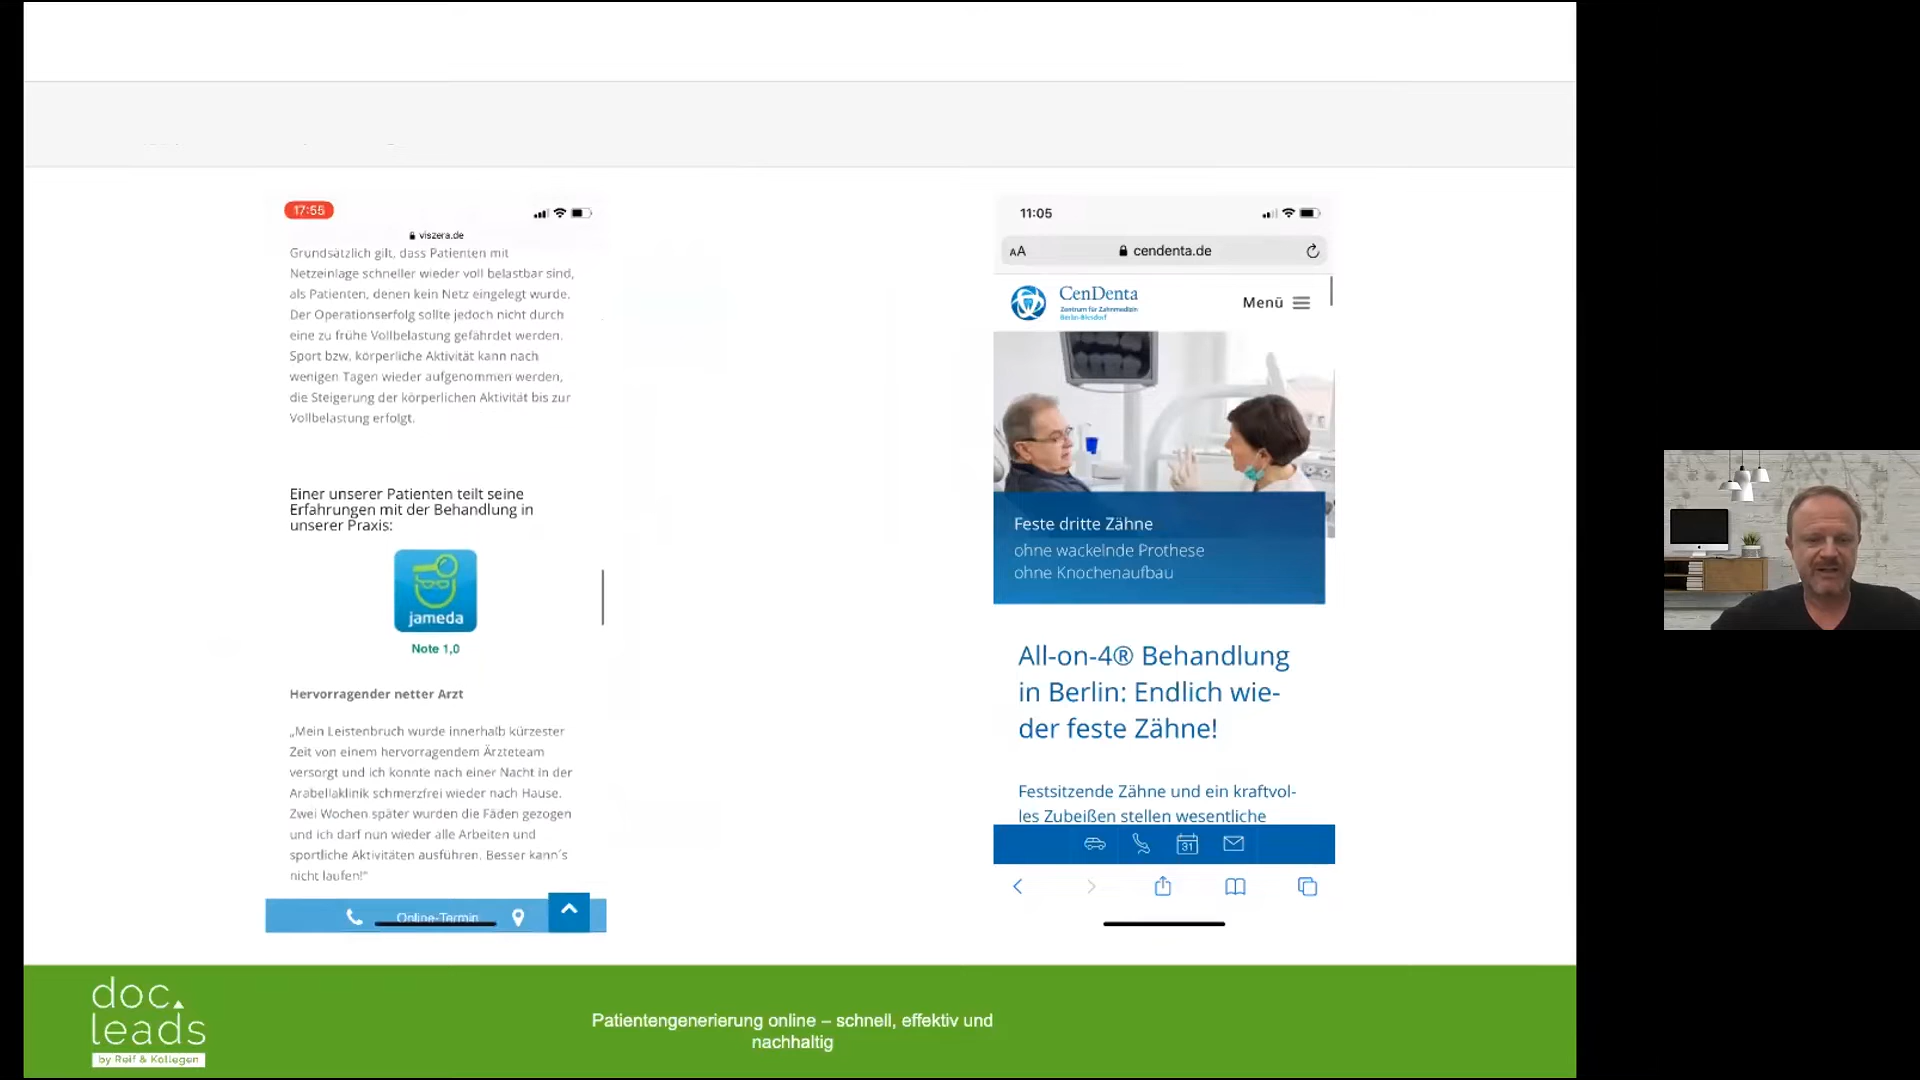 17:55
viszera.de
Grundsätzlich gilt, dass Patienten mit
Netzeinlage schneller wieder voll belastbar sind,
als Patienten, denen kein Netz eingelegt wurde.
Der Operationserfolg sollte jedoch nicht durch
eine zu frühe Vollbelastung gefährdet werden.
Sport bzw. körperliche Aktivität kann nach
wenigen Tagen wieder aufgenommen werden,
die Steigerung der körperlichen Aktivität bis zur
Vollbelastung erfolgt.
Einer unserer Patienten teilt seine
Erfahrungen mit der Behandlung in
unserer Praxis:
jameda
Note 1,0
Hervorragender netter Arzt
„Mein Leistenbruch wurde innerhalb kürzester
Zeit von einem hervorragendem Ärzteteam
versorgt und ich konnte nach einer Nacht in der
Arabellaklinik schmerzfrei wieder nach Hause.
Zwei Wochen später wurden die Fäden gezogen
und ich darf nun wieder alle Arbeiten und
sportliche Aktivitäten ausführen. Besser kann´s
nicht laufen!"
Online-Termin
11:05
AA
cendenta.de
CenDenta
Zentrum für Zahnmedizin
Berlin-Biesdorf
Menü
Feste dritte Zähne
ohne wackelnde Prothese
ohne Knochenaufbau
All-on-4® Behandlung
in Berlin: Endlich wie-
der feste Zähne!
Festsitzende Zähne und ein kraftvol-
les Zubeißen stellen wesentliche
31
doc.
leads
by Reif & Kollegen
Patientengenerierung online – schnell, effektiv und
nachhaltig